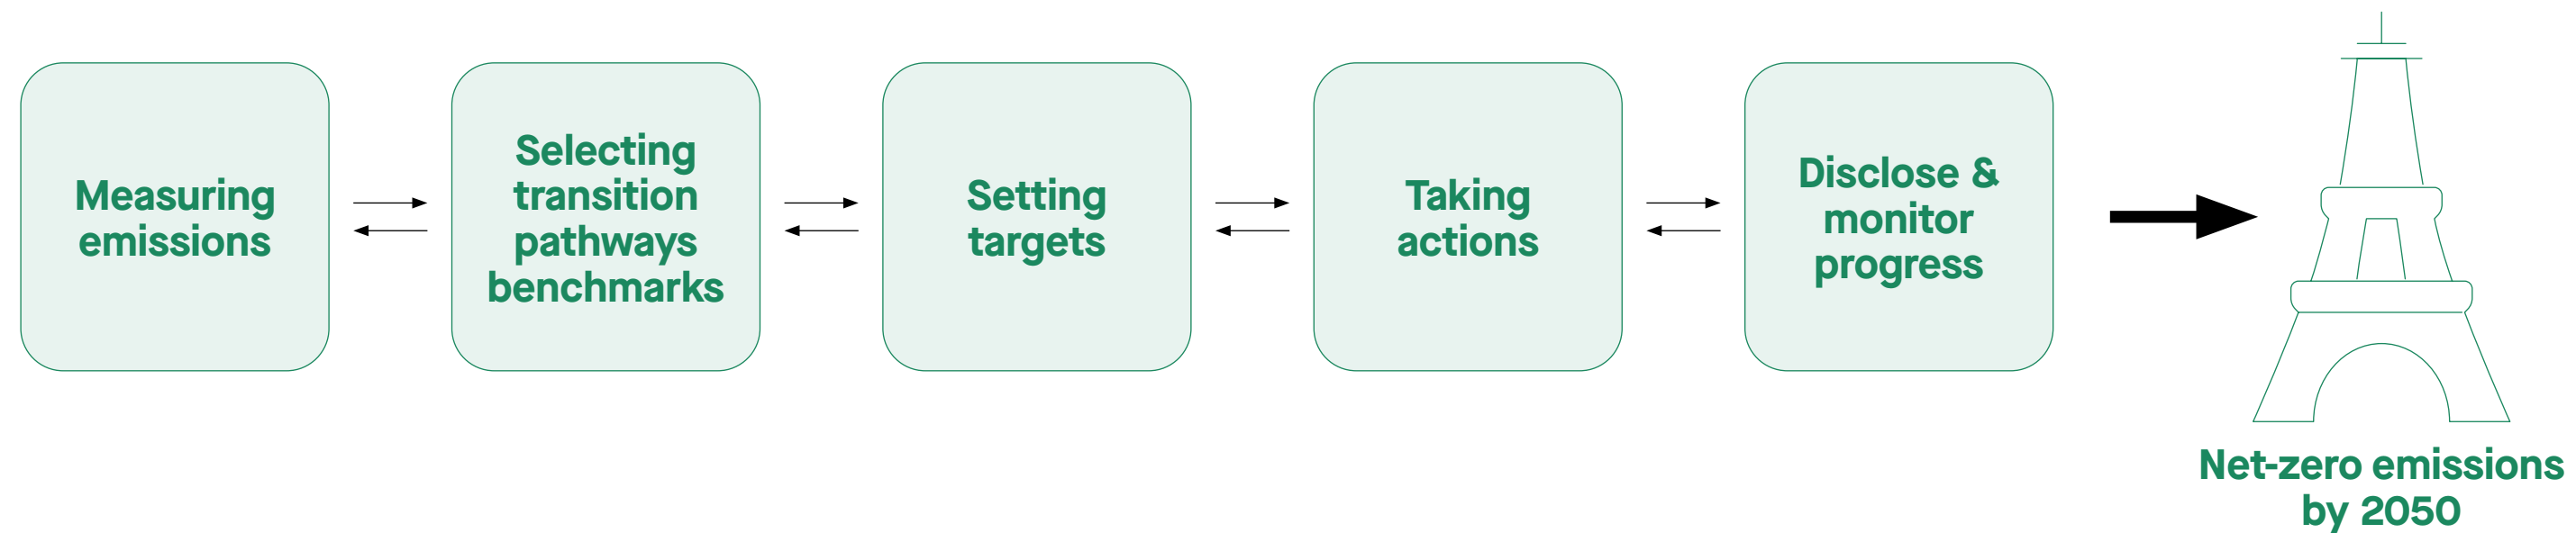 Measuring
emissions
Selecting
transition
pathways
benchmarks
Setting
targets
Taking
actions
Disclose &
monitor
progress
Net-zero emissions
by 2050